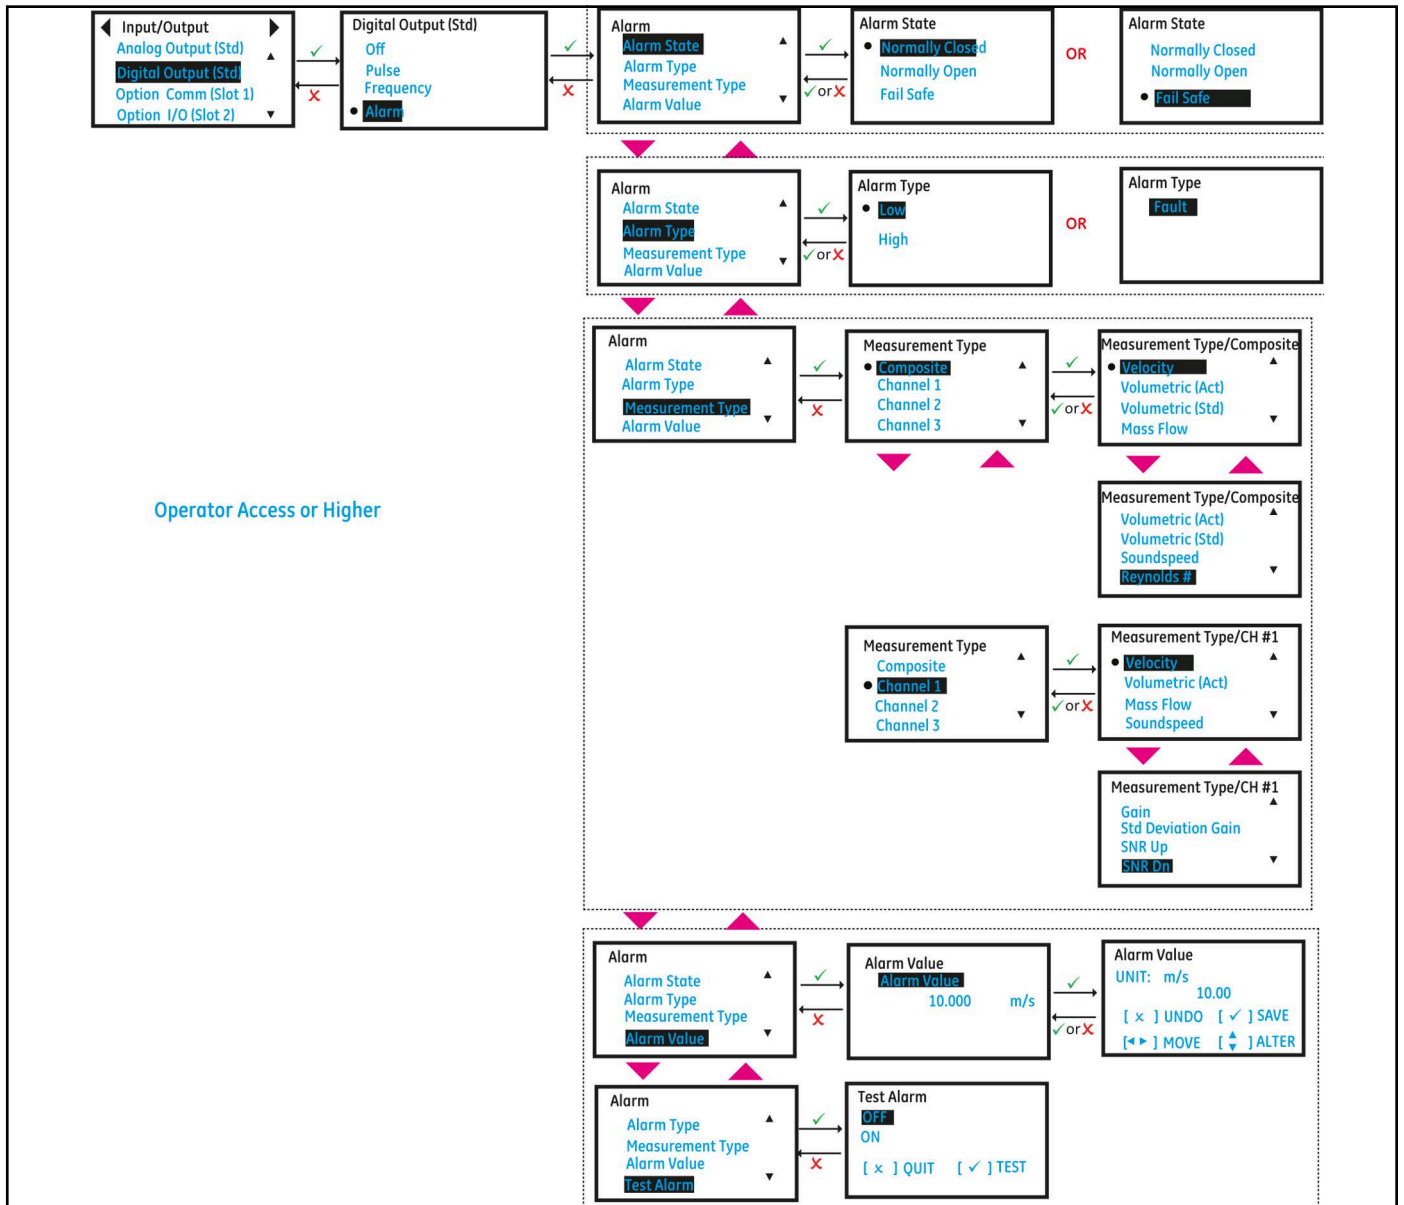 Input/Output
Analog Output (Std)
Digital Output (Std)
Option Comm (Slot 1)
Option I/O (Slot 2)
Digital Output (Std)
Off
Pulse
Frequency
Alarm
Alarm
Alarm State
Alarm Type
Measurement Type
Alarm Value
✓orX
Alarm State
Normally Closed
Normally Open
Fail Safe
OR
Alarm State
Normally Closed
Normally Open
Fail Safe
Alarm
Alarm State
Alarm Type
Measurement Type
Alarm Value
✓orX
Alarm Type
Low
High
OR
Alarm Type
Fault
Alarm
Alarm State
Alarm Type
Measurement Type
Alarm Value
Measurement Type
Composite
Channel 1
Channel 2
Channel 3
✓orX
Measurement Type/Composite
Velocity
Volumetric (Act)
Volumetric (Std)
Mass Flow
Measurement Type/Composite
Volumetric (Act)
Volumetric (Std)
Soundspeed
Reynolds #
Operator Access or Higher
Measurement Type
Composite
Channel 1
Channel 2
Channel 3
✓orX
Measurement Type/CH #1
Velocity
Volumetric (Act)
Mass Flow
Soundspeed
Measurement Type/CH #1
Gain
Std Deviation Gain
SNR Up
SNR Dn
Alarm
Alarm State
Alarm Type
Measurement Type
Alarm Value
Alarm Value
Alarm Value
10.000 m/s
✓orX
Alarm Value
UNIT: m/s
10.00
[ x ] UNDO [ ✓ ] SAVE
[◄ ►] MOVE [ ▲▼ ] ALTER
Alarm
Alarm Type
Measurement Type
Alarm Value
Test Alarm
Test Alarm
OFF
ON
[ x ] QUIT [ ✓ ] TEST